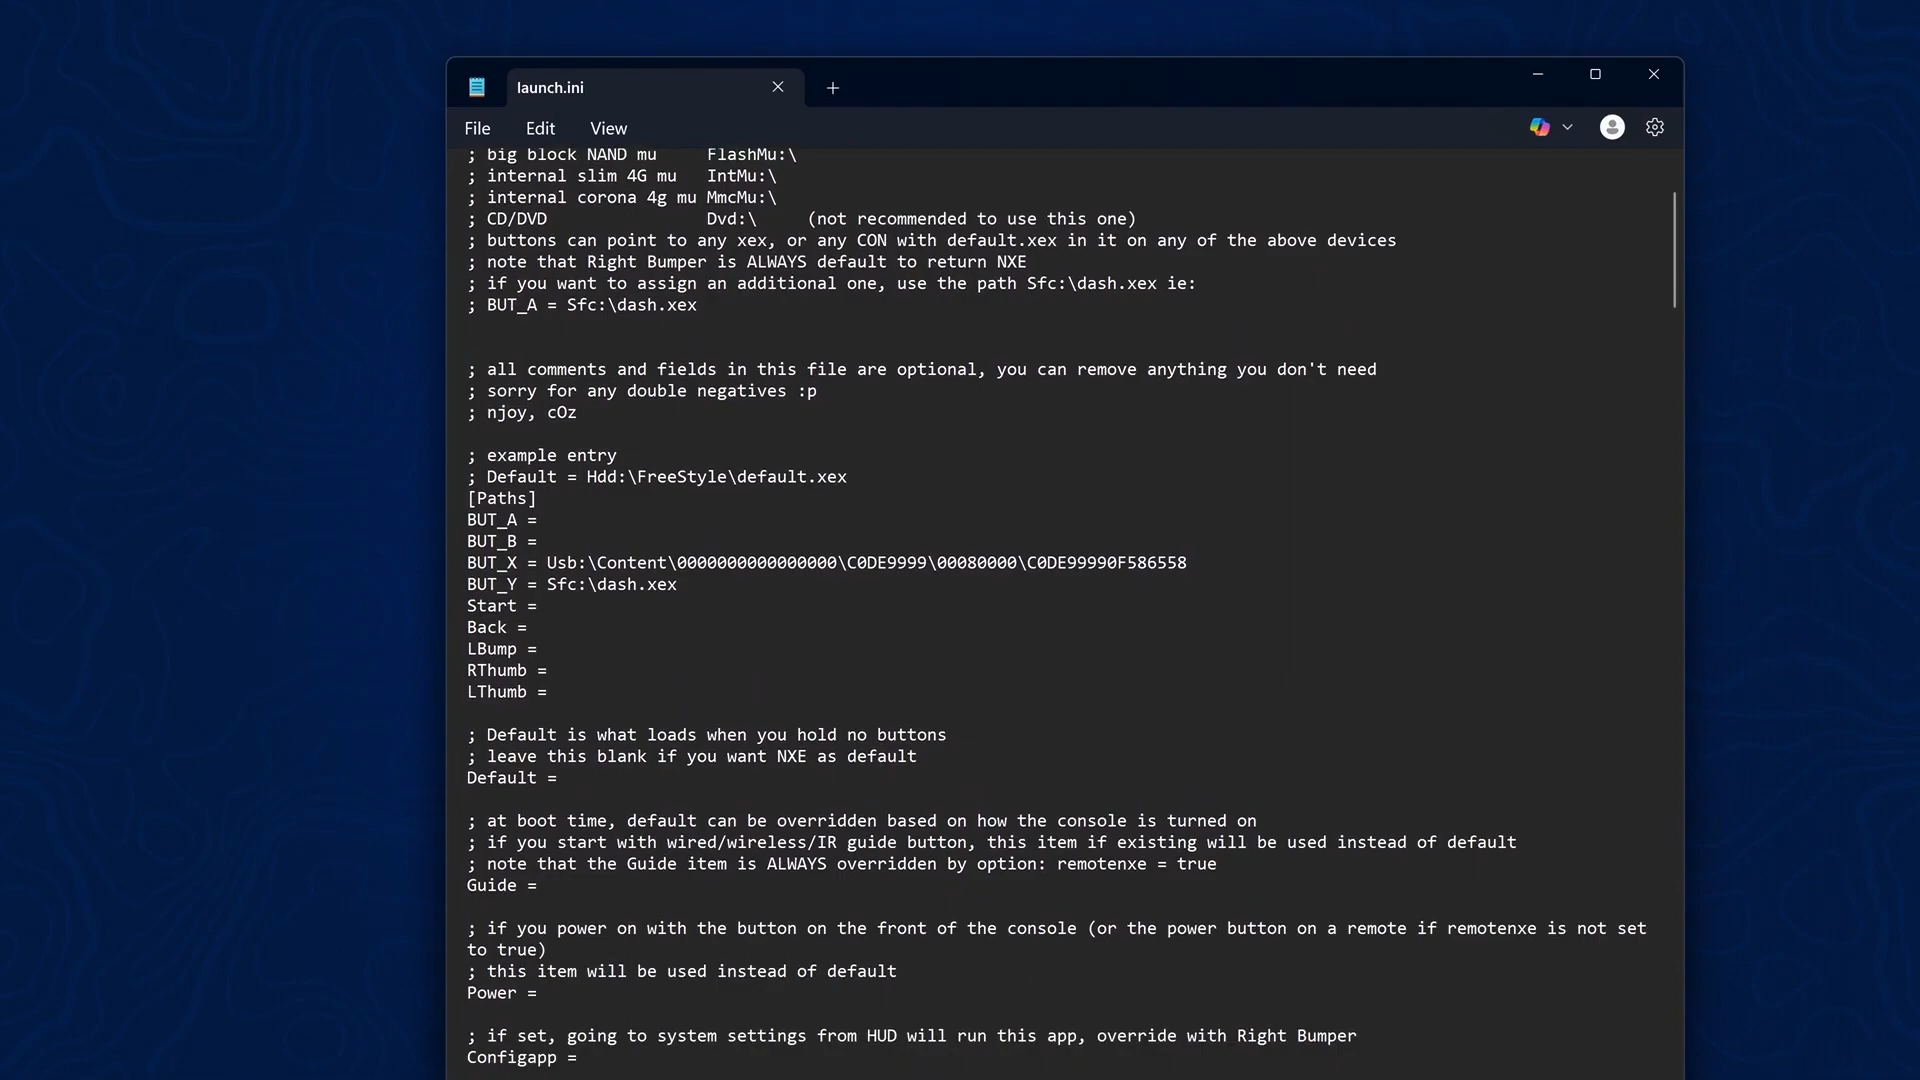 launch.ini
File Edit View
; big block NAND mu     FlashMu:\
; internal slim 4G mu   IntMu:\
; internal corona 4g mu MmcMu:\
; CD/DVD                Dvd:\     (not recommended to use this one)
; buttons can point to any xex, or any CON with default.xex in it on any of the above devices
; note that Right Bumper is ALWAYS default to return NXE
; if you want to assign an additional one, use the path Sfc:\dash.xex ie:
; BUT_A = Sfc:\dash.xex
; all comments and fields in this file are optional, you can remove anything you don't need
; sorry for any double negatives :p
; njoy, cOz
; example entry
; Default = Hdd:\FreeStyle\default.xex
[Paths]
BUT_A =
BUT_B =
BUT_X = Usb:\Content\0000000000000000\C0DE9999\00080000\C0DE99990F586558
BUT_Y = Sfc:\dash.xex
Start =
Back =
LBump =
RThumb =
LThumb =
; Default is what loads when you hold no buttons
; leave this blank if you want NXE as default
Default =
; at boot time, default can be overridden based on how the console is turned on
; if you start with wired/wireless/IR guide button, this item if existing will be used instead of default
; note that the Guide item is ALWAYS overridden by option: remotenxe = true
Guide =
; if you power on with the button on the front of the console (or the power button on a remote if remotenxe is not set
to true)
; this item will be used instead of default
Power =
; if set, going to system settings from HUD will run this app, override with Right Bumper
Configapp =